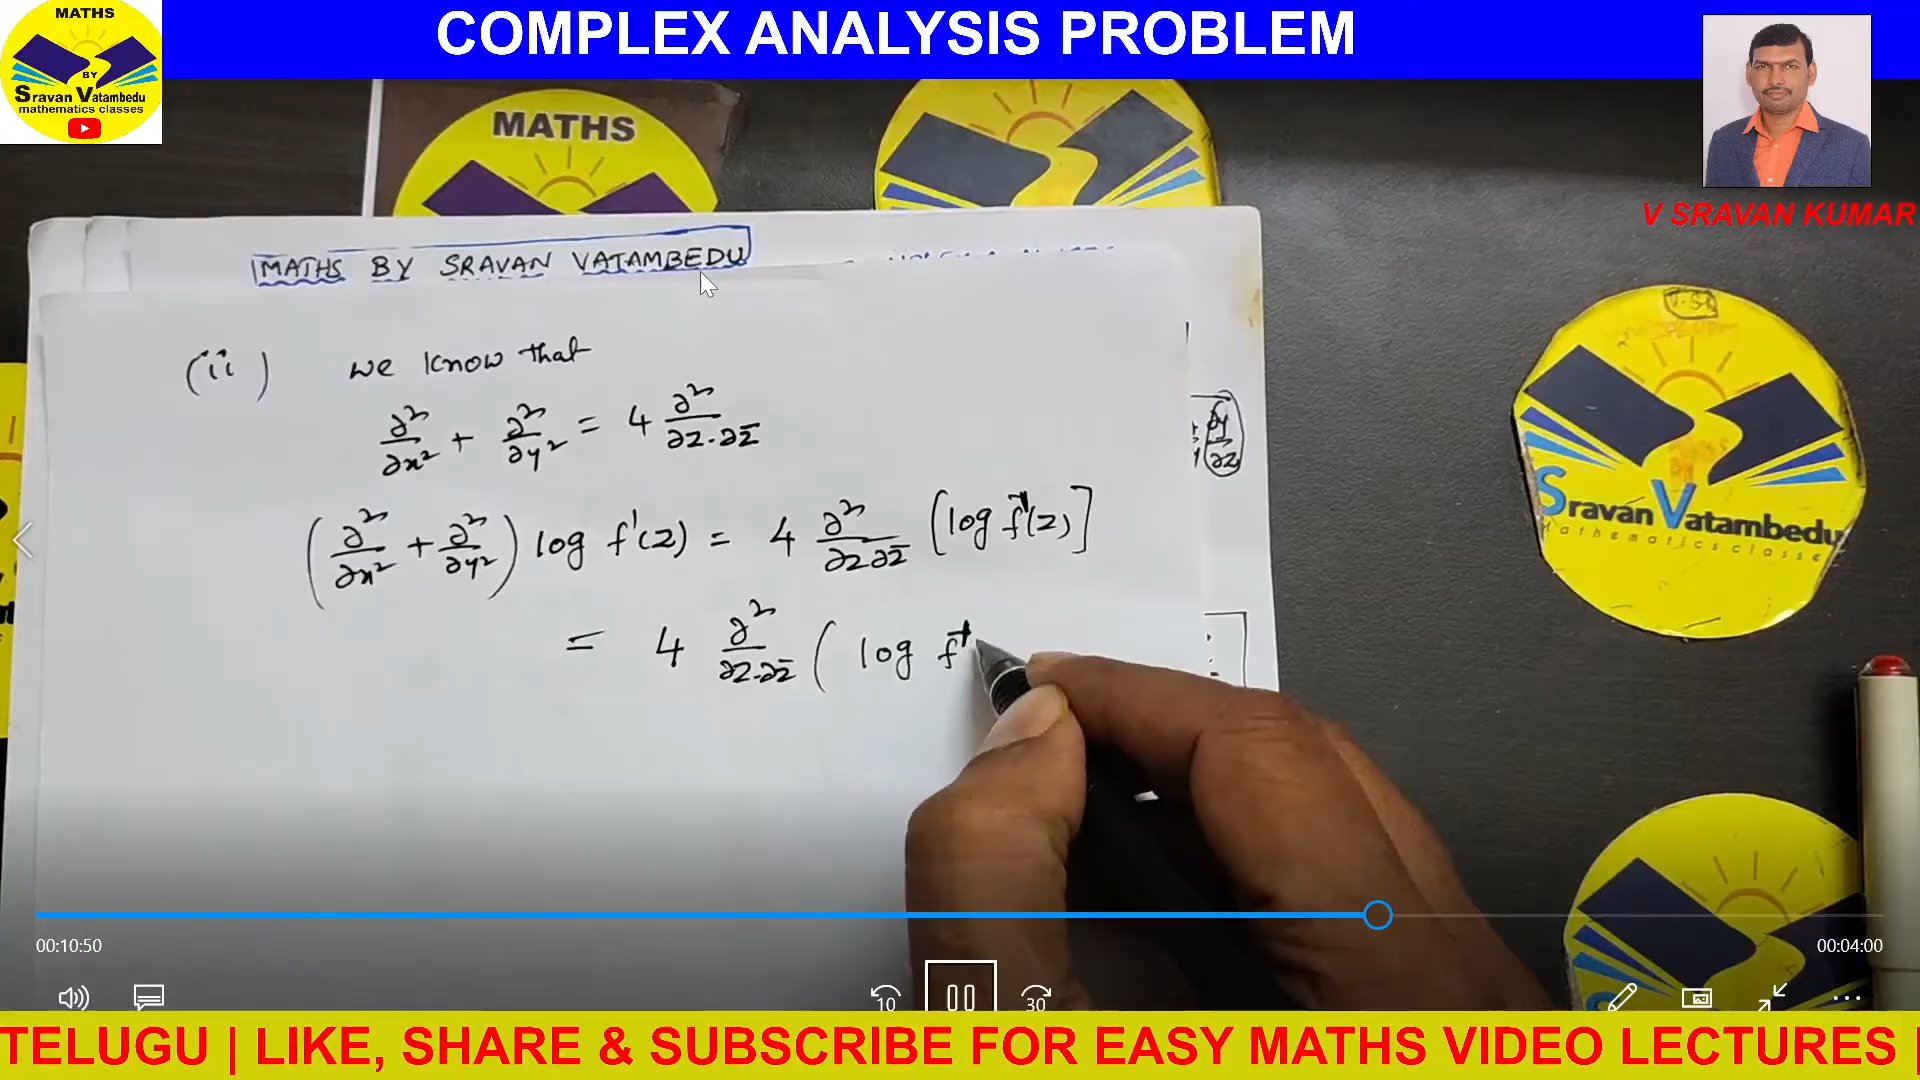 COMPLEX ANALYSIS PROBLEM
MATHS
BY
Sravan Vatambedu
mathematics classes
MATHS
V SRAVAN KUMAR
MATHS BY SRAVAN VATAMBEDU
(ii) we know that
∂²/∂x² + ∂²/∂y² = 4 ∂²/∂z·∂z̄
(∂²/∂x² + ∂²/∂y²) log f'(z) = 4 ∂²/∂z∂z̄ [log f'(z)]
= 4 ∂²/∂z·∂z̄ ( log f'
∂y/∂z
Sravan Vatambedu
Mathematics classes
00:10:50
00:04:00
10
30
TELUGU | LIKE, SHARE & SUBSCRIBE FOR EASY MATHS VIDEO LECTURES |